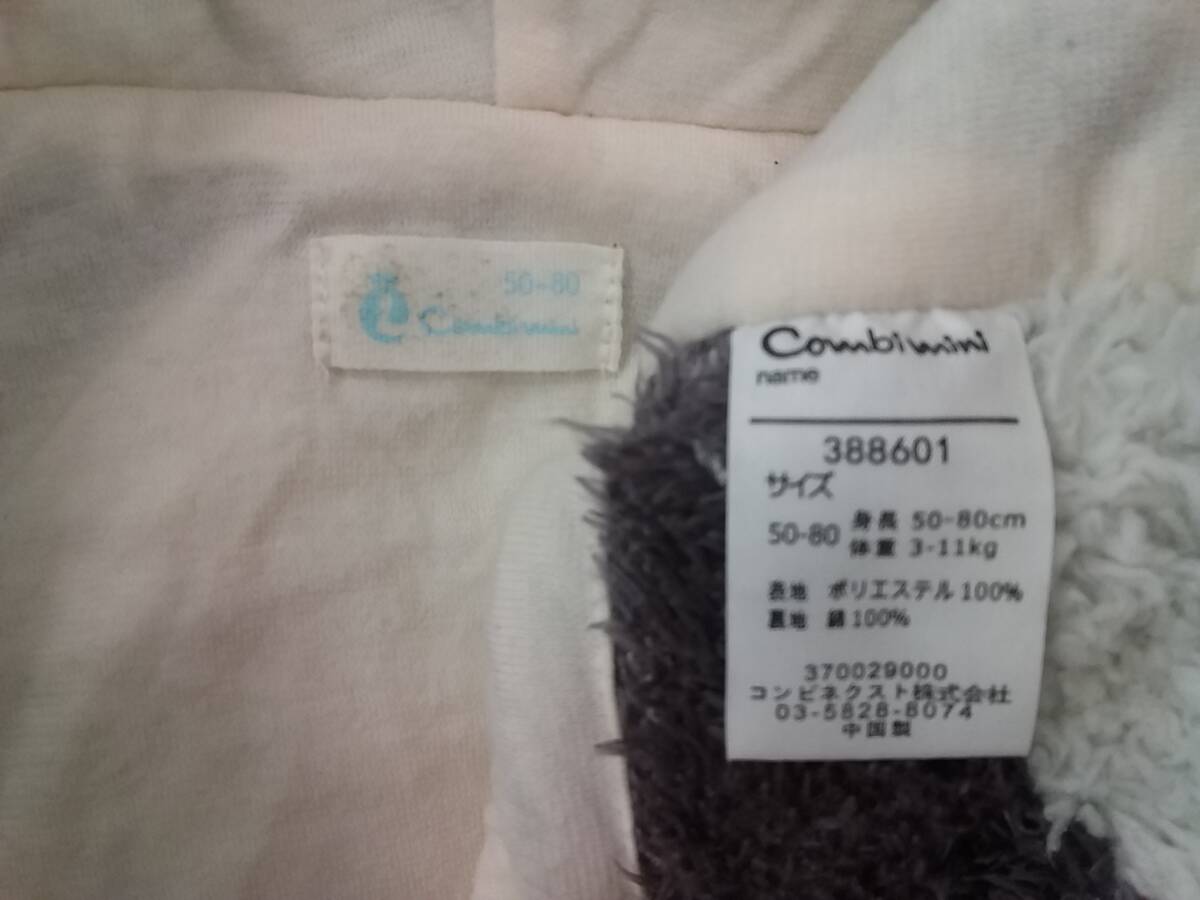 50-80
Combimini
Combimini
name
388601
サイズ
50-80 身長 50-80cm
体重 3-11kg
表地 ポリエステル 100%
裏地 綿 100%
370029000
コンビネクスト株式会社
03-5828-8074
中国製